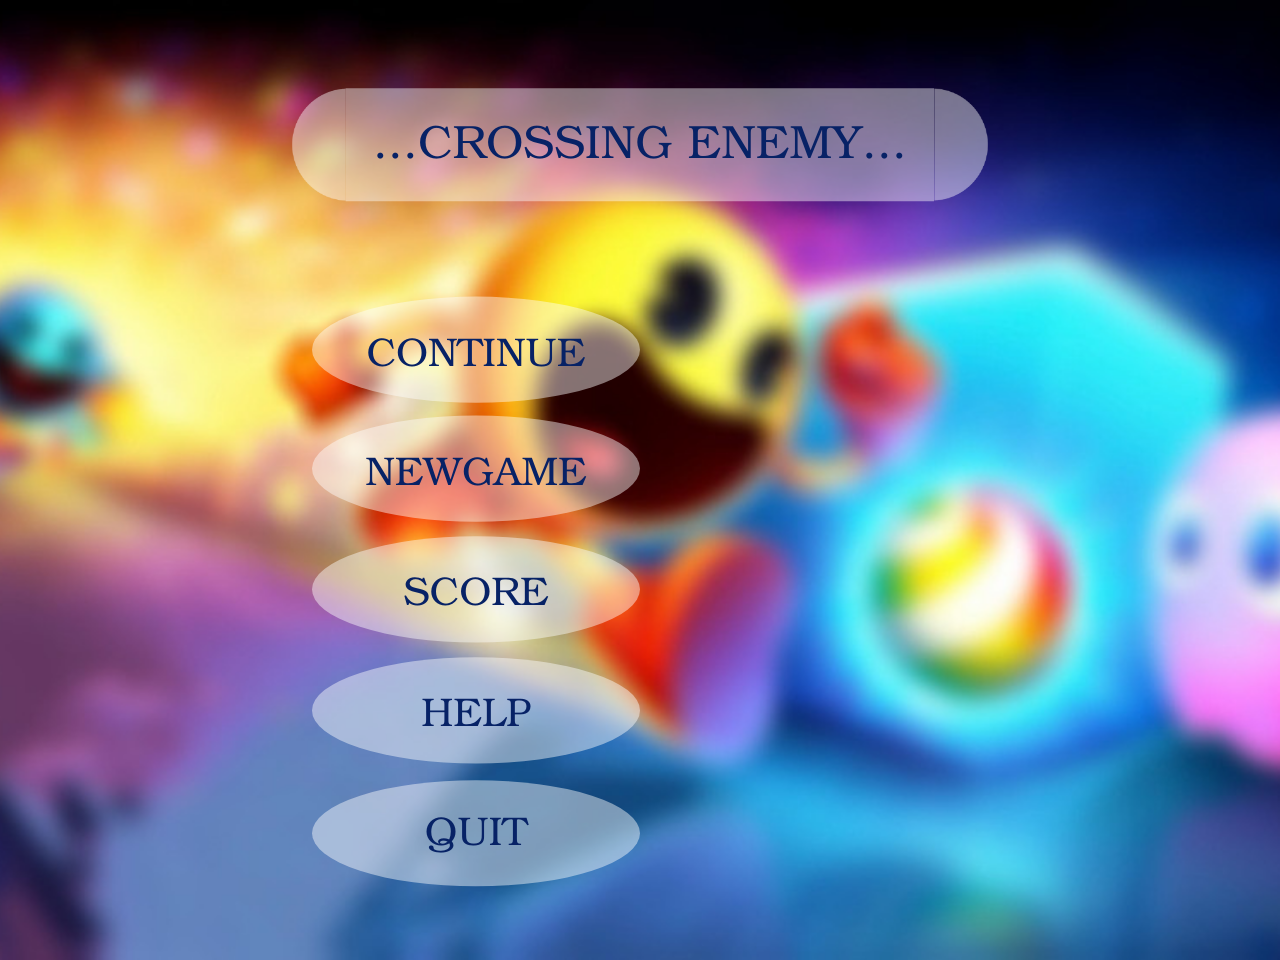 ...CROSSING ENEMY...
CONTINUE
NEWGAME
SCORE
HELP
QUIT